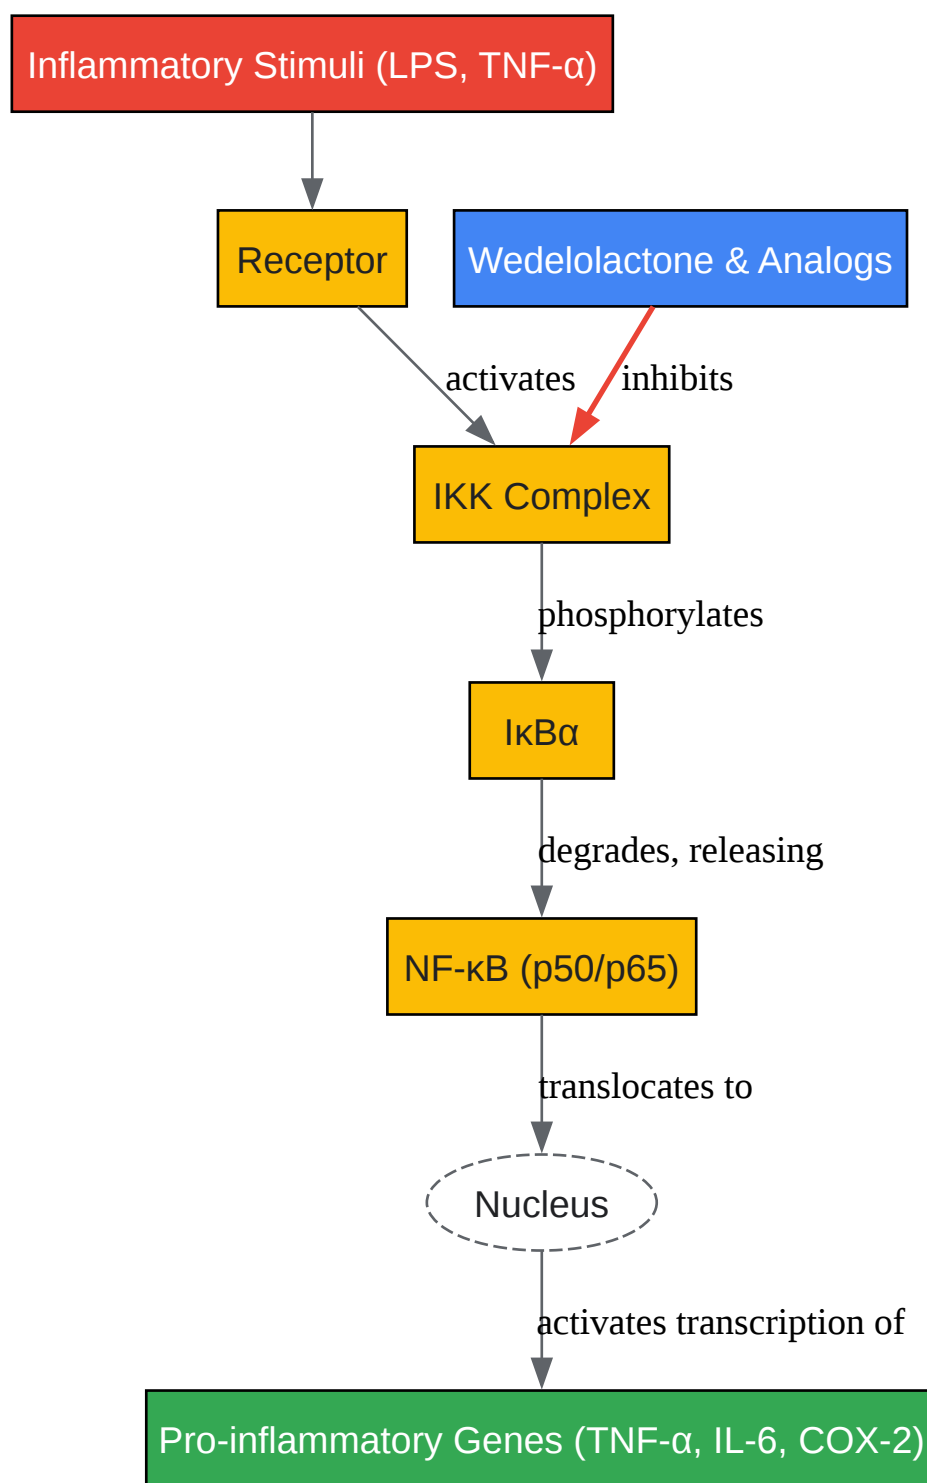 Inflammatory Stimuli (LPS, TNF-α)
Receptor
Wedelolactone & Analogs
activates
inhibits
IKK Complex
phosphorylates
IκBα
degrades, releasing
NF-κB (p50/p65)
translocates to
Nucleus
activates transcription of
Pro-inflammatory Genes (TNF-α, IL-6, COX-2)